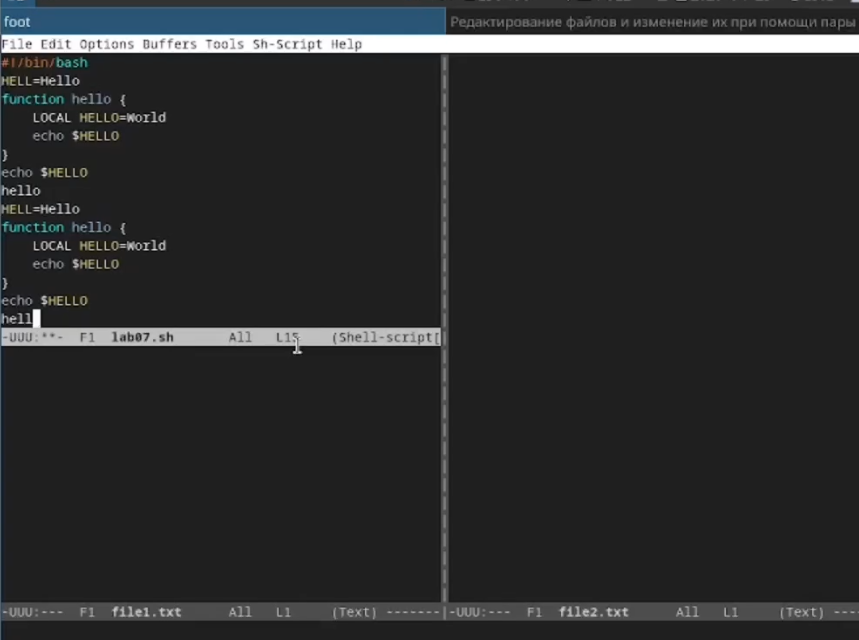 foot
Редактирование файлов и изменение их при помощи пары
File Edit Options Buffers Tools Sh-Script Help
#!/bin/bash
HELL=Hello
function hello {
    LOCAL HELLO=World
    echo $HELLO
}
echo $HELLO
hello
HELL=Hello
function hello {
    LOCAL HELLO=World
    echo $HELLO
}
echo $HELLO
hell
-UUU:**-  F1  lab07.sh       All   L15    (Shell-script[
-UUU:---  F1  file1.txt      All   L1     (Text) -------
-UUU:---  F1  file2.txt      All   L1     (Text) ---